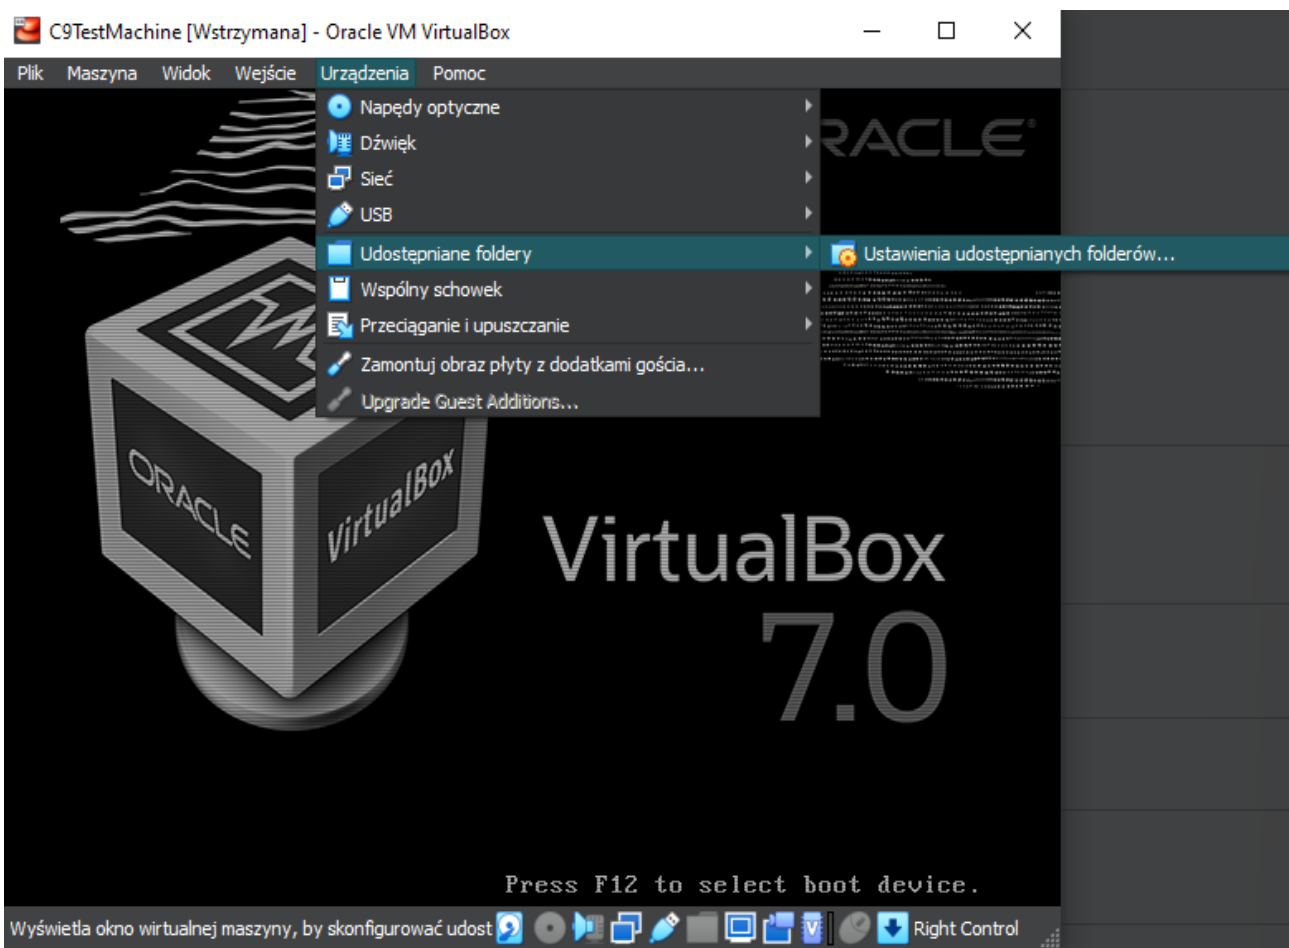 C9TestMachine [Wstrzymana] - Oracle VM VirtualBox
Plik Maszyna Widok Wejście Urządzenia Pomoc
Napędy optyczne
Dźwięk
Sieć
USB
Udostępniane foldery
Ustawienia udostępnianych folderów...
Wspólny schowek
Przeciąganie i upuszczanie
Zamontuj obraz płyty z dodatkami gościa...
Upgrade Guest Additions...
RACLE
ORACLE
VirtualBox
VirtualBox
7.0
Press F12 to select boot device.
Wyświetla okno wirtualnej maszyny, by skonfigurować udost
V
Right Control